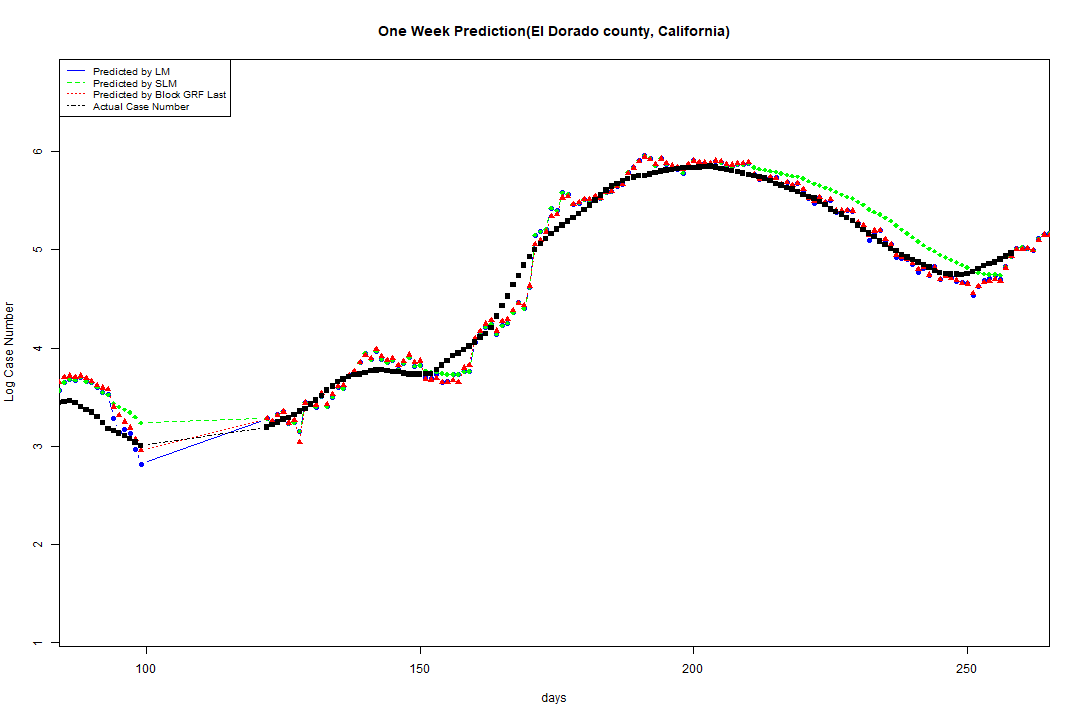 One Week Prediction(El Dorado county, California)
Predicted by LM
Predicted by SLM
Predicted by Block GRF Last
Actual Case Number
6
5
4
3
2
1
Log Case Number
100 150 200 250
days